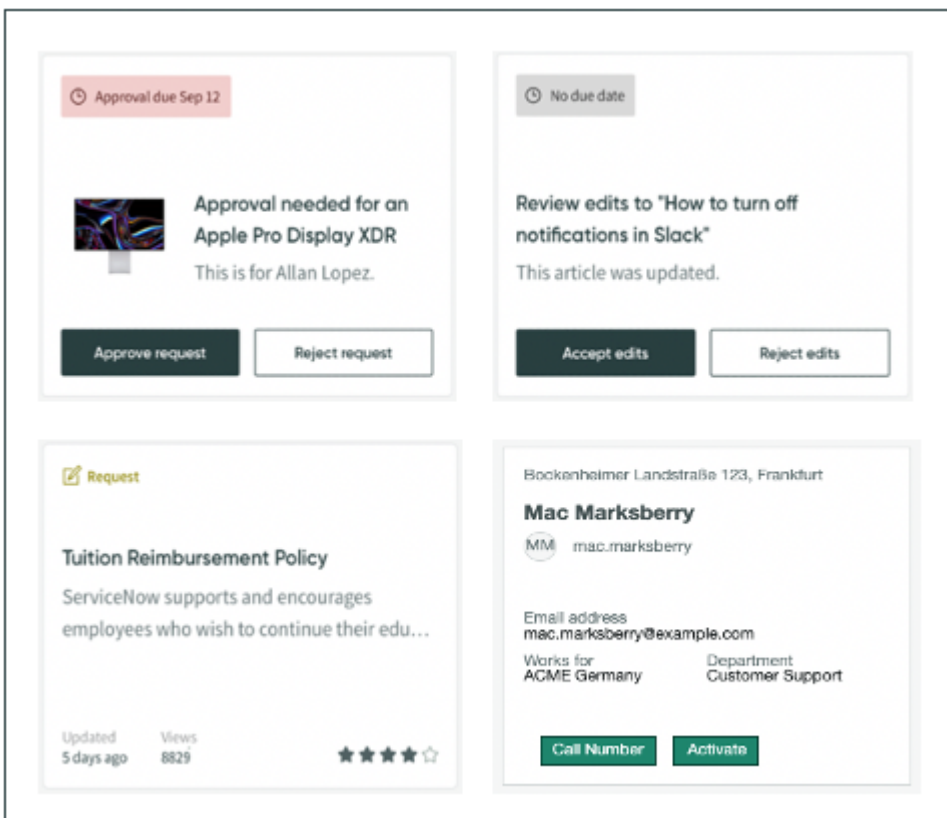 Approval due Sep 12
Approval needed for an
Apple Pro Display XDR
This is for Allan Lopez.
Approve request
Reject request
No due date
Review edits to "How to turn off
notifications in Slack"
This article was updated.
Accept edits
Reject edits
Request
Tuition Reimbursement Policy
ServiceNow supports and encourages
employees who wish to continue their edu...
Updated Views
5 days ago 8829
Bockenheimer Landstraße 123, Frankfurt
Mac Marksberry
MM mac.marksberry
Email address
mac.marksberry@example.com
Works for Department
ACME Germany Customer Support
Call Number Activate